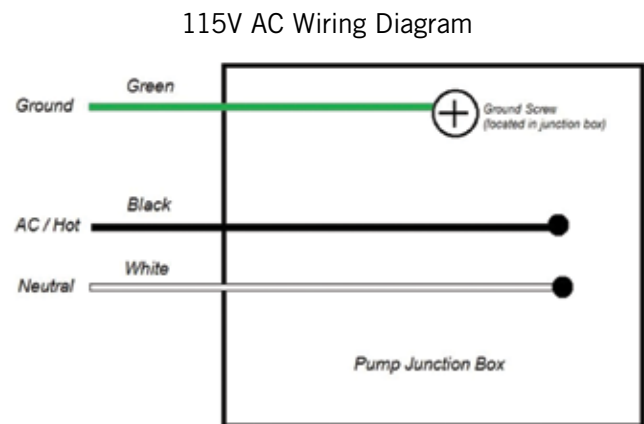 115V AC Wiring Diagram
Green
Ground
Ground Screw
(located in junction box)
Black
AC / Hot
White
Neutral
Pump Junction Box